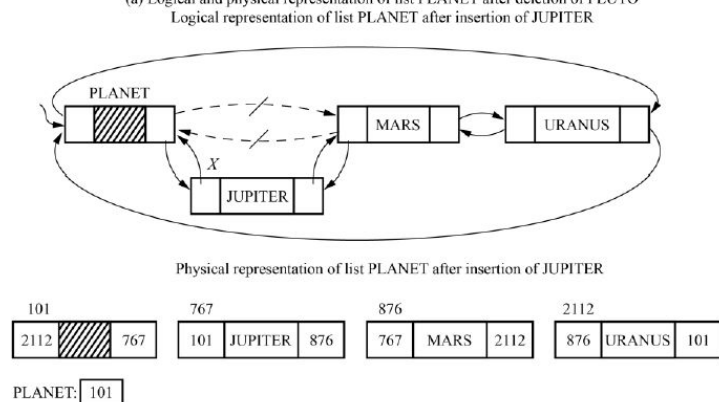 (a) Logical and physical representation of list PLANET after deletion of PLUTO
Logical representation of list PLANET after insertion of JUPITER
PLANET
MARS
URANUS
X
JUPITER
Physical representation of list PLANET after insertion of JUPITER
101 767 876 2112
2112 767 101 JUPITER 876 767 MARS 2112 876 URANUS 101
PLANET: 101